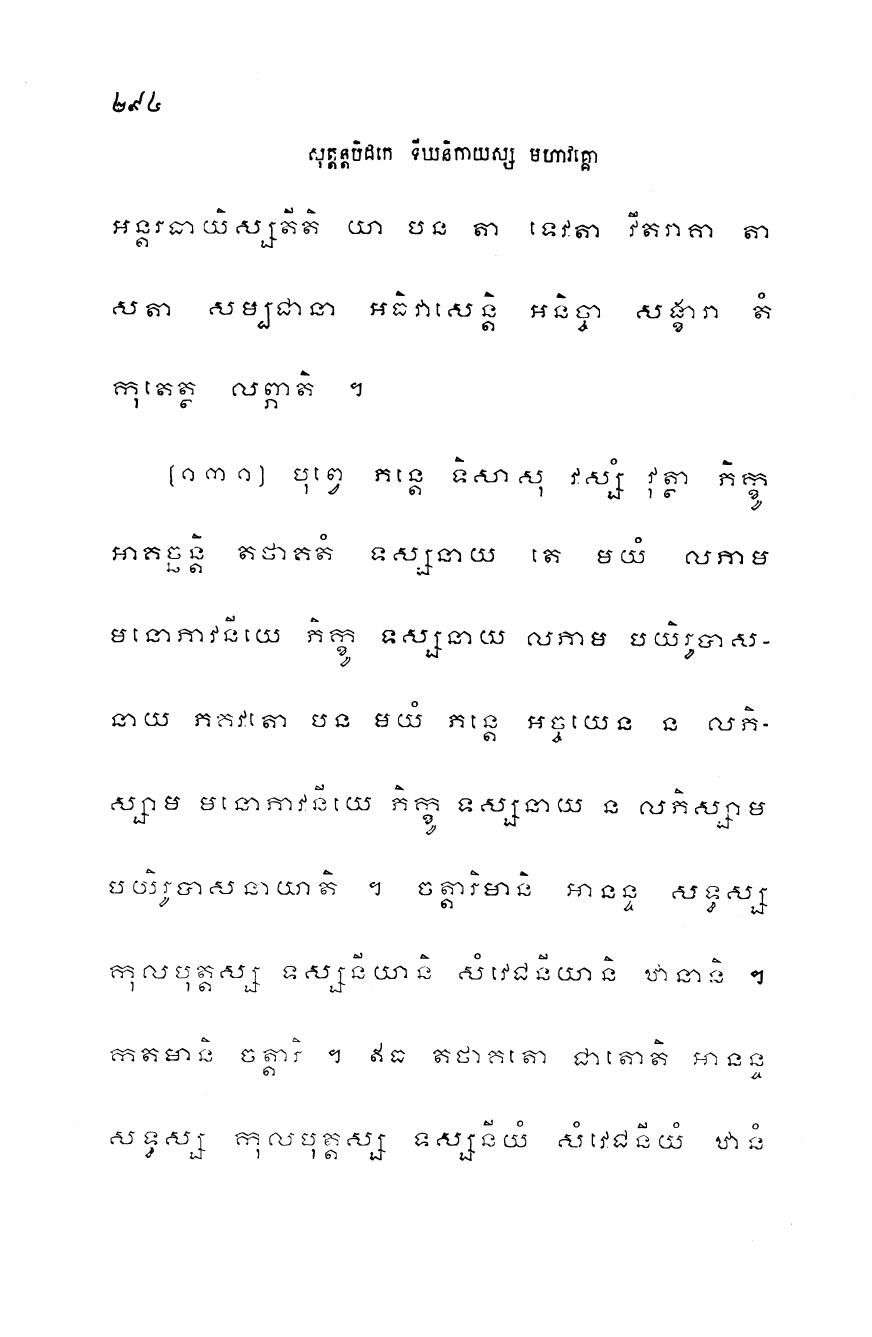 ២៩៤
សុត្តន្តបិដកេ ទីឃនិកាយស្ស មហាវគ្គោ
អន្តរធាយិស្សតីតិ យា បន តា ទេវតា វីតរាគា តា
សតា សម្បជានា អធិវាសេន្តិ អនិច្ចា សង្ខារា តំ
កុតេត្ថ លព្ភាតិ ។
(១៣១) បុព្វេ ភន្តេ ទិសាសុ វស្សំ វុត្ថា ភិក្ខូ
អាគច្ឆន្តិ តថាគតំ ទស្សនាយ តេ មយំ លភាម
មនោភាវនីយេ ភិក្ខូ ទស្សនាយ លភាម បយិរូបាស-
នាយ ភគវតោ បន មយំ ភន្តេ អច្ចយេន ន លភិ-
ស្សាម មនោភាវនីយេ ភិក្ខូ ទស្សនាយ ន លភិស្សាម
បយិរូបាសនាយាតិ ។ ចត្តារិមានិ អានន្ទ សទ្ធស្ស
កុលបុត្តស្ស ទស្សនីយានិ សំវេជនីយានិ ឋានានិ ។
កតមានិ ចត្តារិ ។ ឥធ តថាគតោ ជាតោតិ អានន្ទ
សទ្ធស្ស កុលបុត្តស្ស ទស្សនីយំ សំវេជនីយំ ឋានំ